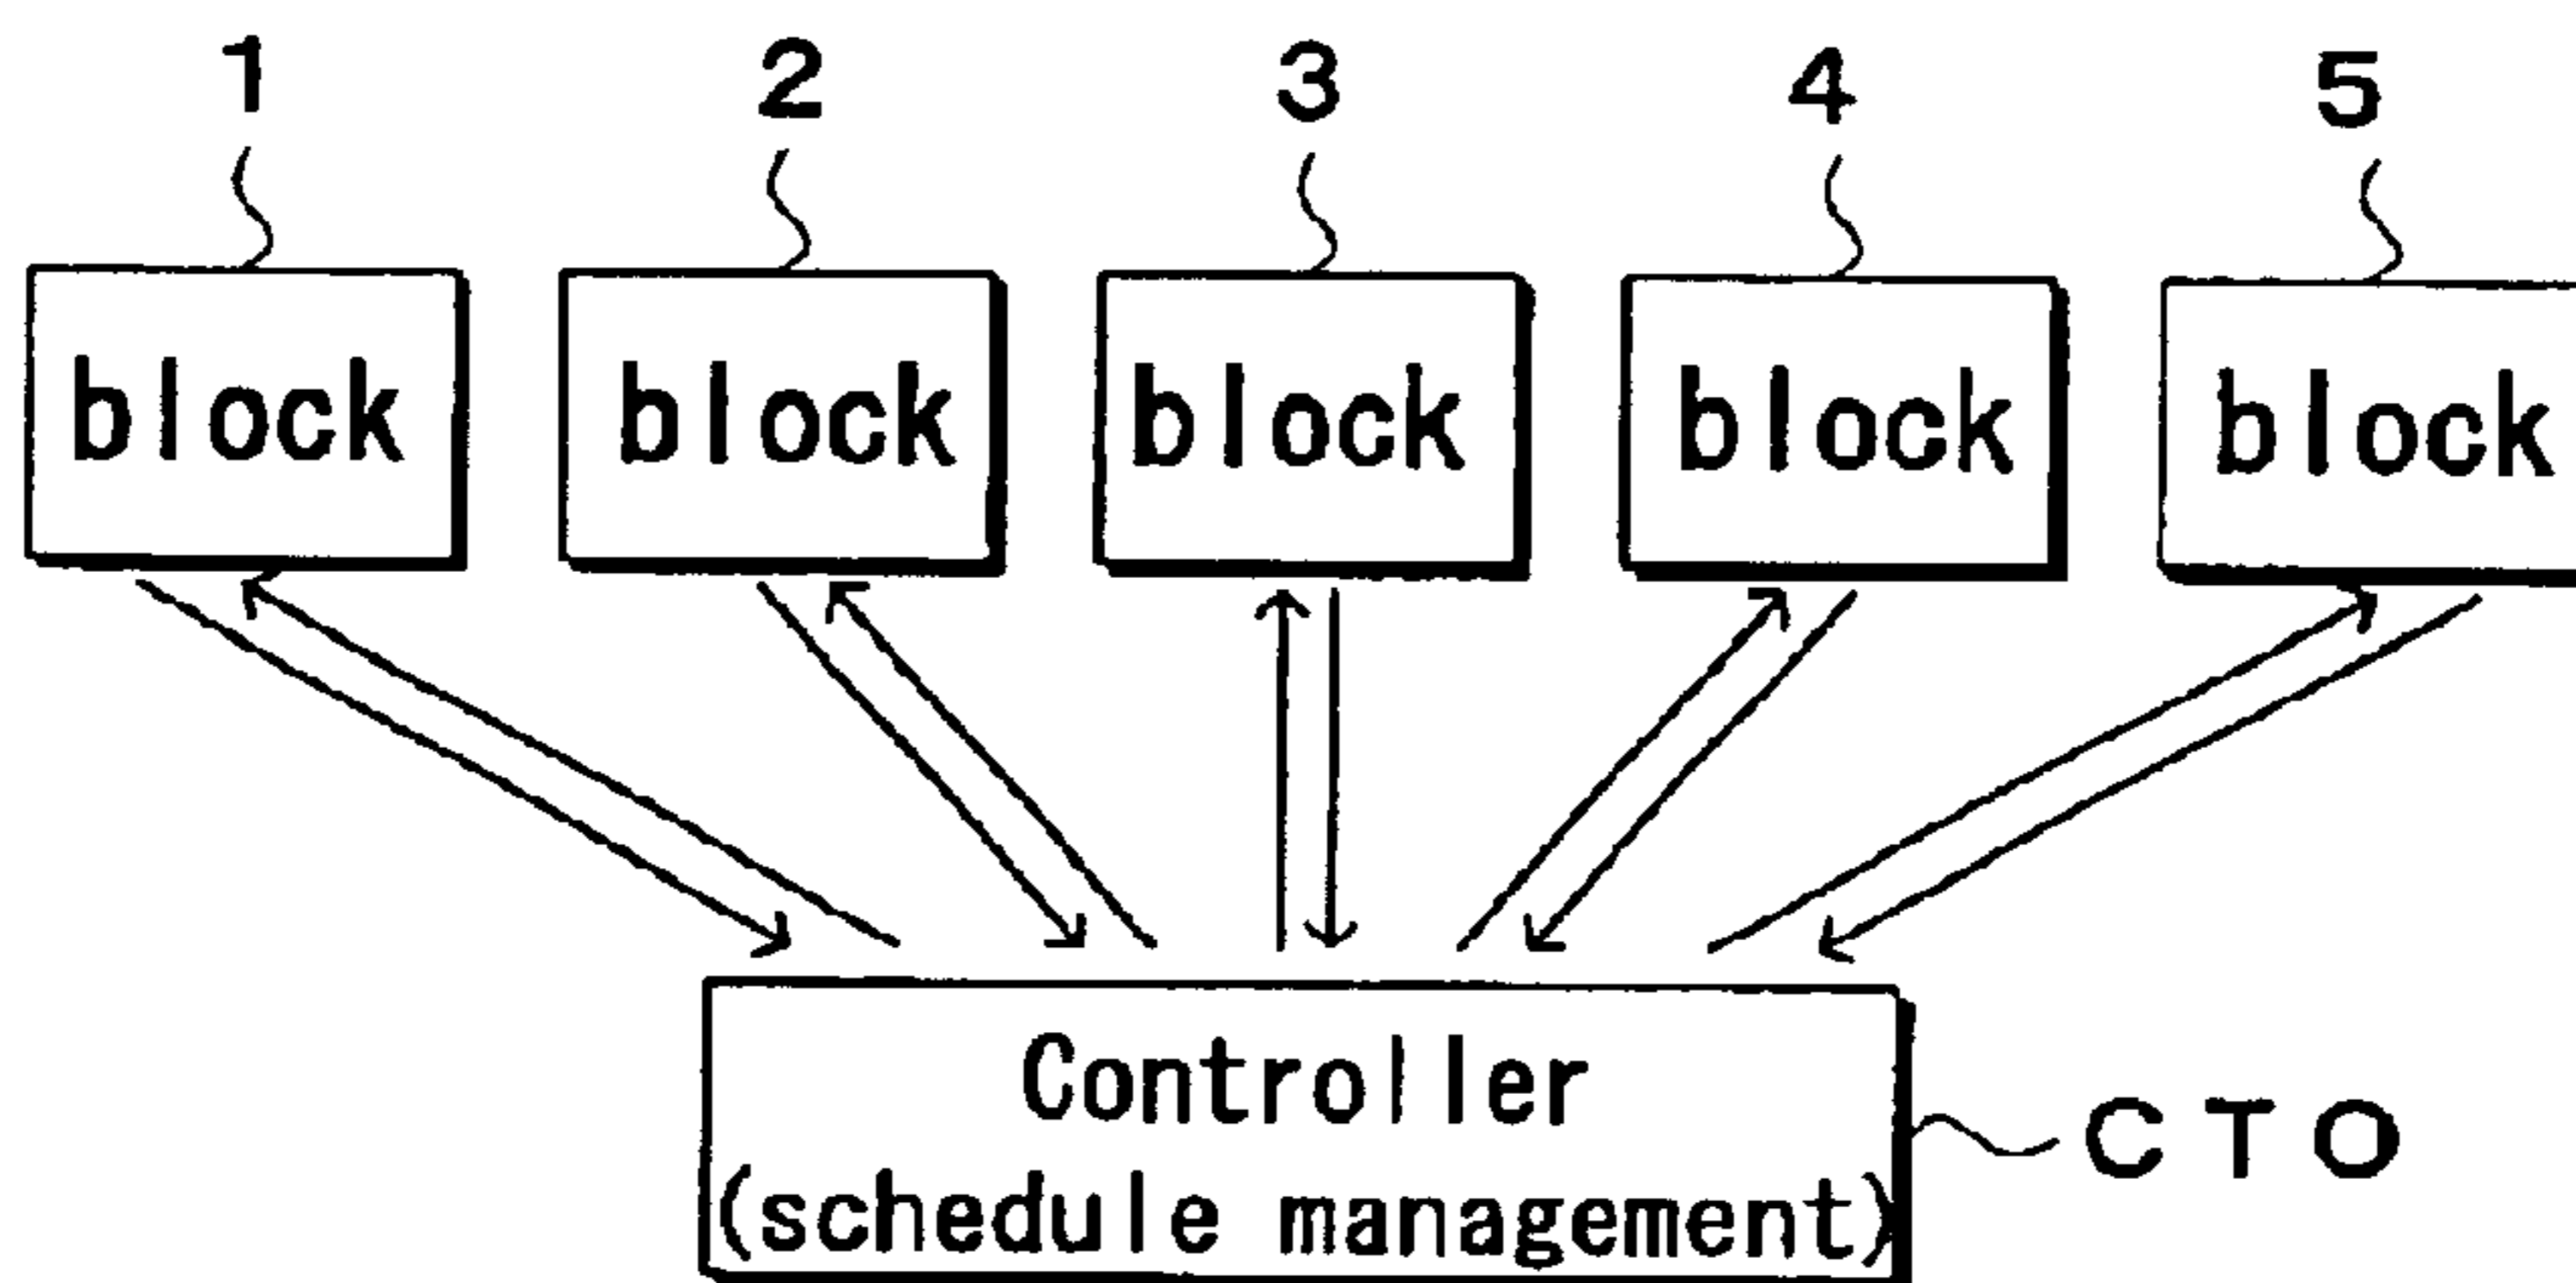 1 2 3 4 5
block block block block block
Controller
(schedule management)
CTO